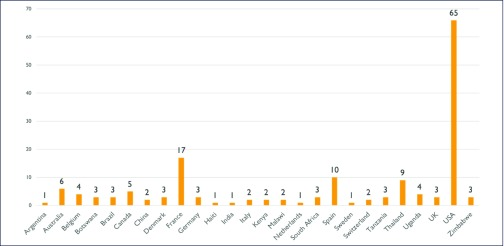 70
60
50
40
30
20
10
0
1
6
4
3
3
5
2
3
17
3
1
1
2
2
2
1
3
10
1
2
3
9
4
3
65
3
Argentina
Australia
Belgium
Botswana
Brazil
Canada
China
Denmark
France
Germany
Haiti
India
Italy
Kenya
Malawi
Netherlands
South Africa
Spain
Sweden
Switzerland
Tanzania
Thailand
Uganda
UK
USA
Zimbabwe